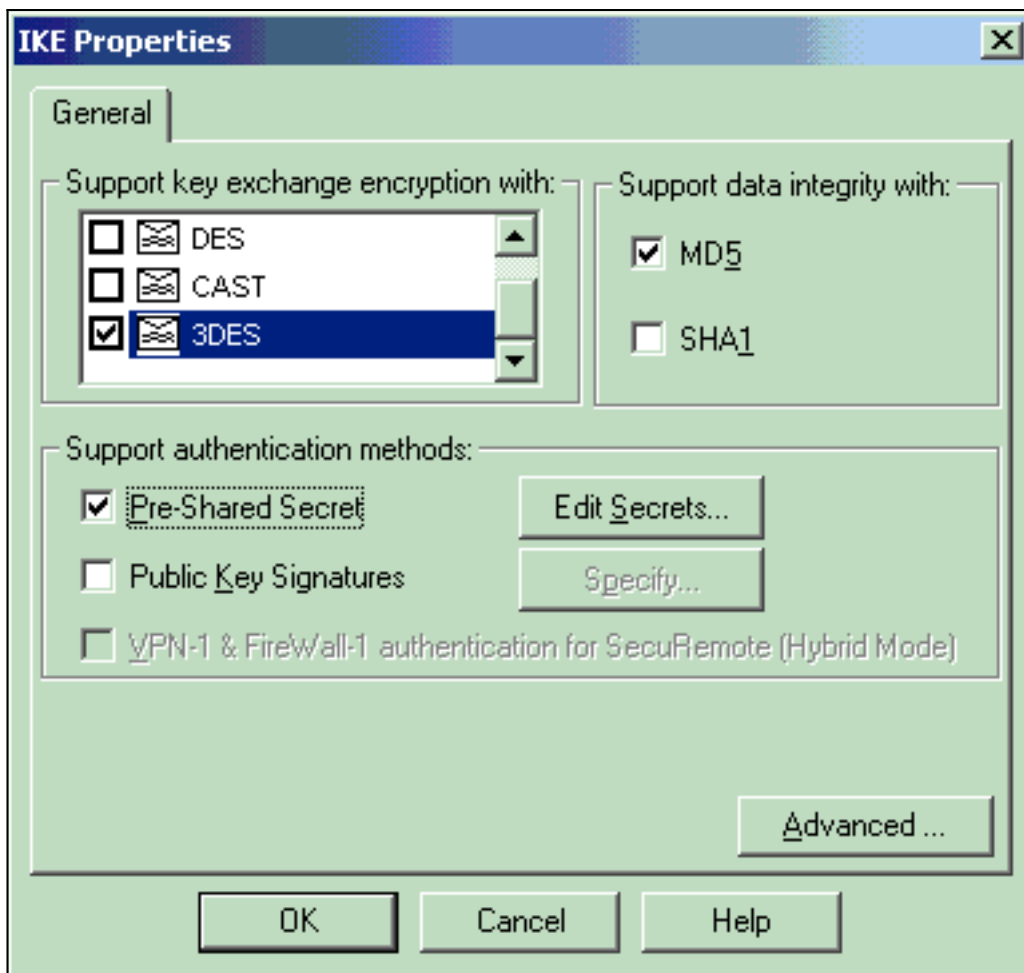 IKE Properties
General
Support key exchange encryption with:
DES
CAST
3DES
Support data integrity with:
MD5
SHA1
Support authentication methods:
Pre-Shared Secret
Edit Secrets...
Public Key Signatures
Specify...
VPN-1 & FireWall-1 authentication for SecuRemote (Hybrid Mode)
Advanced ...
OK
Cancel
Help